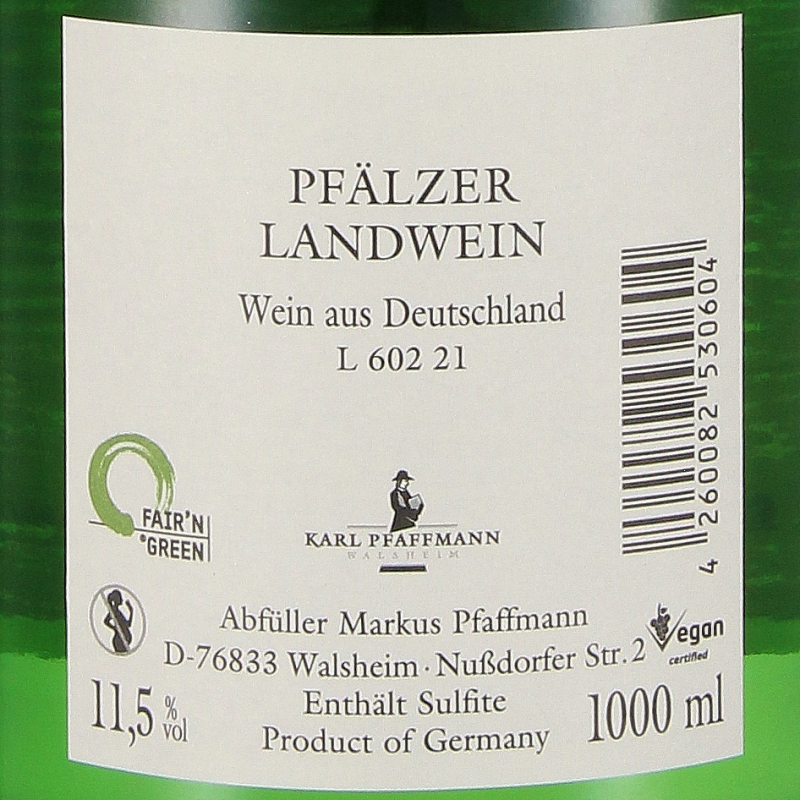 PFÄLZER
LANDWEIN
Wein aus Deutschland
L 602 21
4 260082 530604
FAIR'N
GREEN
KARL PFAFFMANN
WALSHEIM
Abfüller Markus Pfaffmann
D-76833 Walsheim · Nußdorfer Str. 2
Vegan
certified
Enthält Sulfite
11,5 % vol
1000 ml
Product of Germany